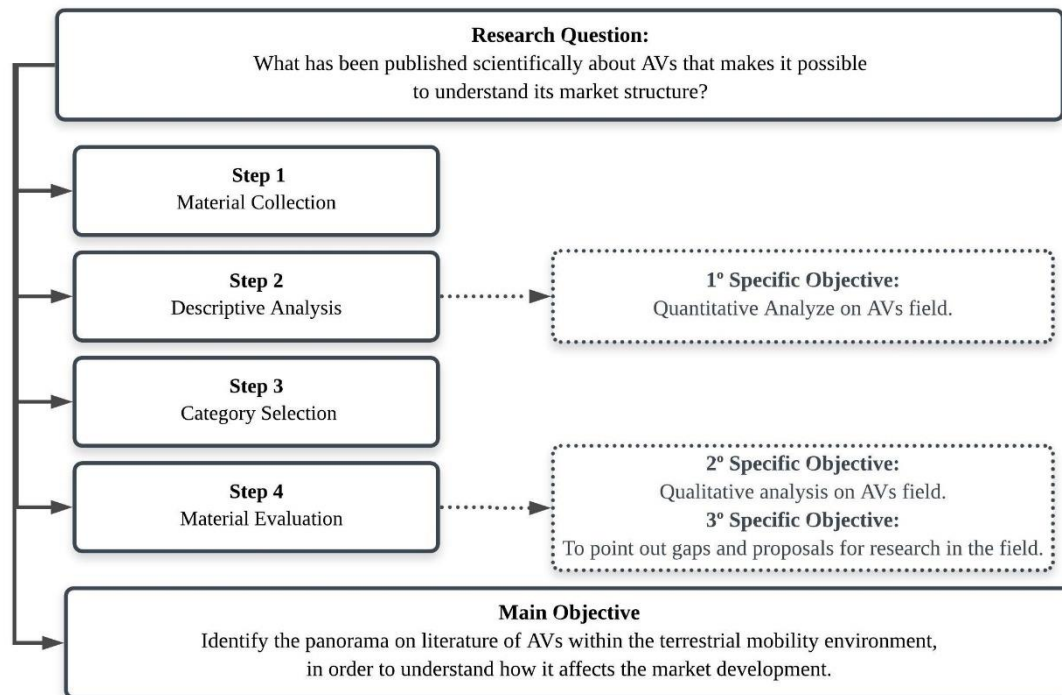 Research Question:
What has been published scientifically about AVs that makes it possible
to understand its market structure?
Step 1
Material Collection
Step 2
Descriptive Analysis
1º Specific Objective:
Quantitative Analyze on AVs field.
Step 3
Category Selection
Step 4
Material Evaluation
2º Specific Objective:
Qualitative analysis on AVs field.
3º Specific Objective:
To point out gaps and proposals for research in the field.
Main Objective
Identify the panorama on literature of AVs within the terrestrial mobility environment,
in order to understand how it affects the market development.